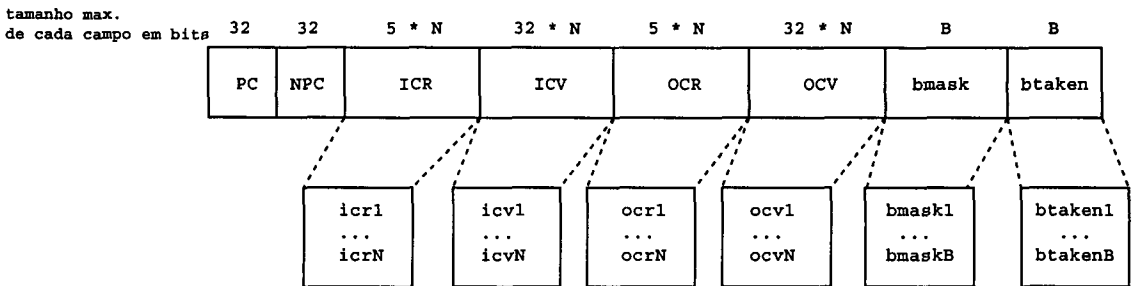 tamanho max.
de cada campo em bits 32 32 5 * N 32 * N 5 * N 32 * N B B
PC NPC ICR ICV OCR OCV bmask btaken
icr1 icv1 ocr1 ocv1 bmask1 btaken1
... ... ... ... ... ...
icrN icvN ocrN ocvN bmaskB btakenB